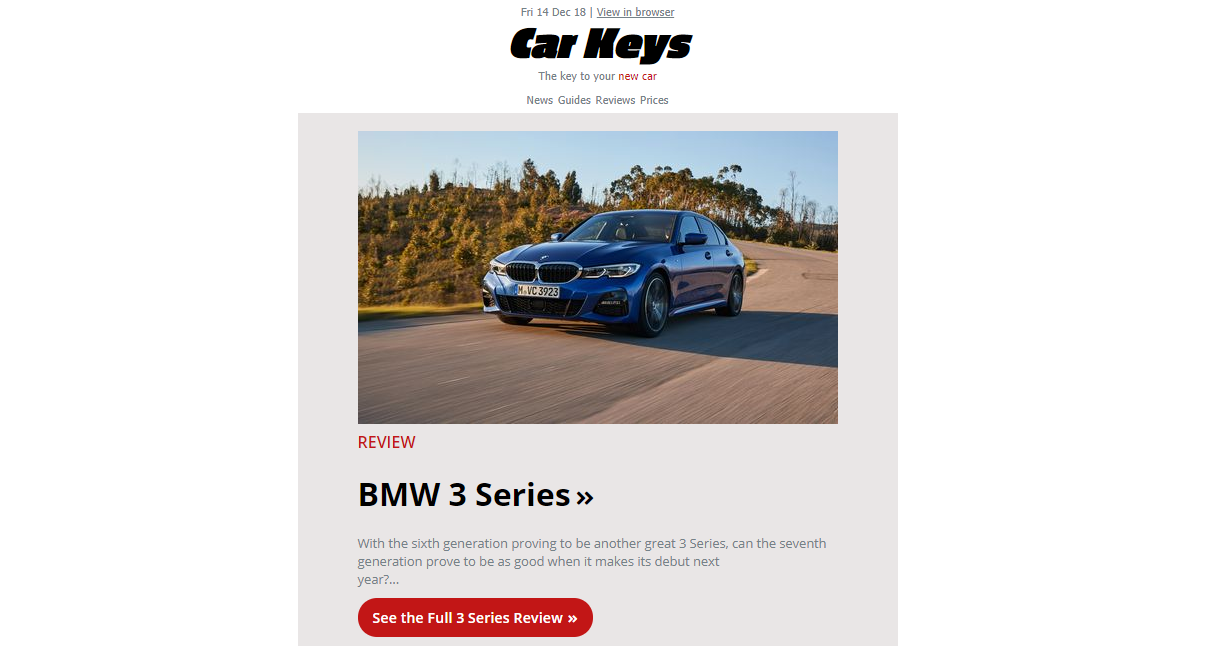 Fri 14 Dec 18 | View in browser
Car Keys
The key to your new car
News Guides Reviews Prices
M VC 3923
REVIEW
BMW 3 Series »
With the sixth generation proving to be another great 3 Series, can the seventh
generation prove to be as good when it makes its debut next
year?...
See the Full 3 Series Review »